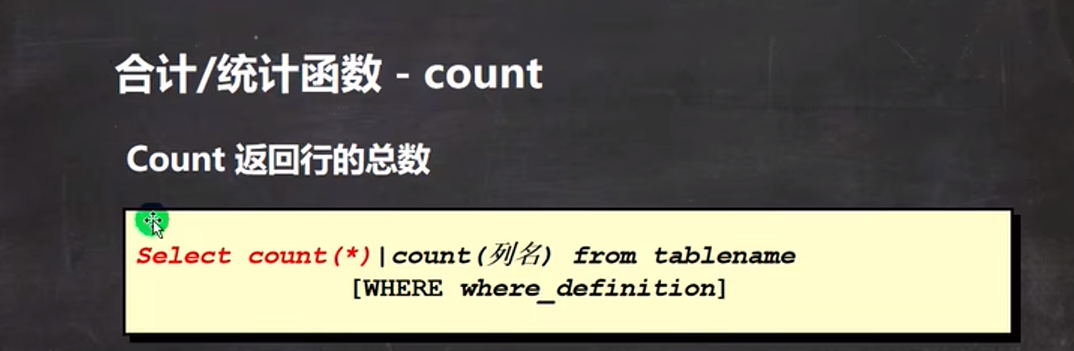 合计/统计函数 - count
Count 返回行的总数
Select count(*)|count(列名) from tablename
[WHERE where_definition]